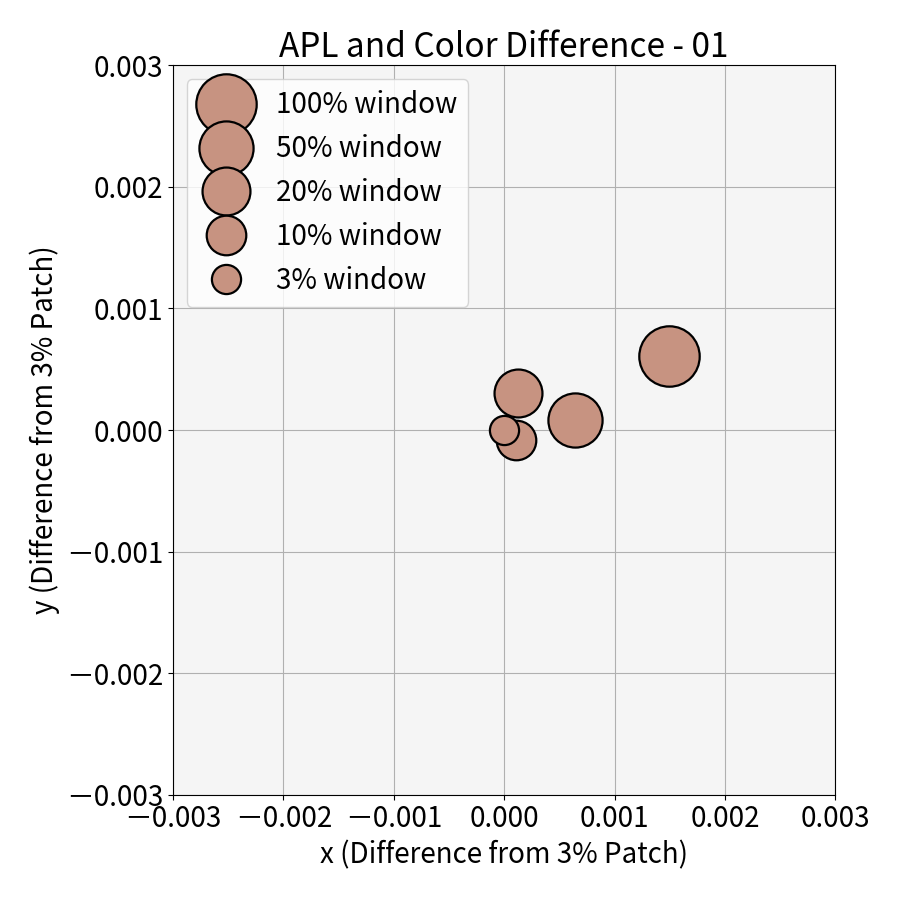 APL and Color Difference - 01
0.003
100% window
50% window
0.002
20% window
10% window
3% window
0.001
y (Difference from 3% Patch)
0.000
−0.001
−0.002
−0.003
−0.003 −0.002 −0.001 0.000 0.001 0.002 0.003
x (Difference from 3% Patch)